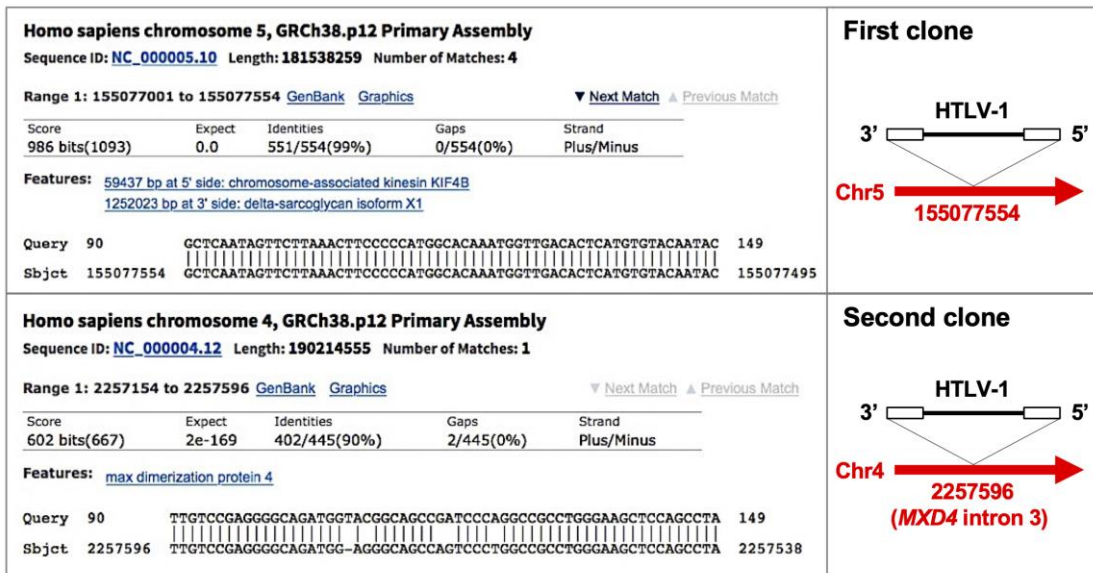 Homo sapiens chromosome 5, GRCh38.p12 Primary Assembly
Sequence ID: NC_000005.10 Length: 181538259 Number of Matches: 4
Range 1: 155077001 to 155077554 GenBank Graphics ▼ Next Match ▲ Previous Match
Score Expect Identities Gaps Strand
986 bits(1093) 0.0 551/554(99%) 0/554(0%) Plus/Minus
Features: 59437 bp at 5' side: chromosome-associated kinesin KIF4B
1252023 bp at 3' side: delta-sarcoglycan isoform X1
Query 90 GCTCAATAGTTCTTAAACTTCCCCCATGGCACAAATGGTTGACACTCATGTGTACAATAC 149
Sbjct 155077554 GCTCAATAGTTCTTAAACTTCCCCCATGGCACAAATGGTTGACACTCATGTGTACAATAC 155077495
First clone
HTLV-1
3’ 5’
Chr5
155077554
Homo sapiens chromosome 4, GRCh38.p12 Primary Assembly
Sequence ID: NC_000004.12 Length: 190214555 Number of Matches: 1
Range 1: 2257154 to 2257596 GenBank Graphics ▼ Next Match ▲ Previous Match
Score Expect Identities Gaps Strand
602 bits(667) 2e-169 402/445(90%) 2/445(0%) Plus/Minus
Features: max dimerization protein 4
Query 90 TTGTCCGAGGGGCAGATGGTACGGCAGCCGATCCCAGGCCGCCTGGGAAGCTCCAGCCTA 149
Sbjct 2257596 TTGTCCGAGGGGCAGATGG-AGGGCAGCCAGTCCCTGGCCGCCTGGGAAGCTCCAGCCTA 2257538
Second clone
HTLV-1
3’ 5’
Chr4
2257596
(MXD4 intron 3)